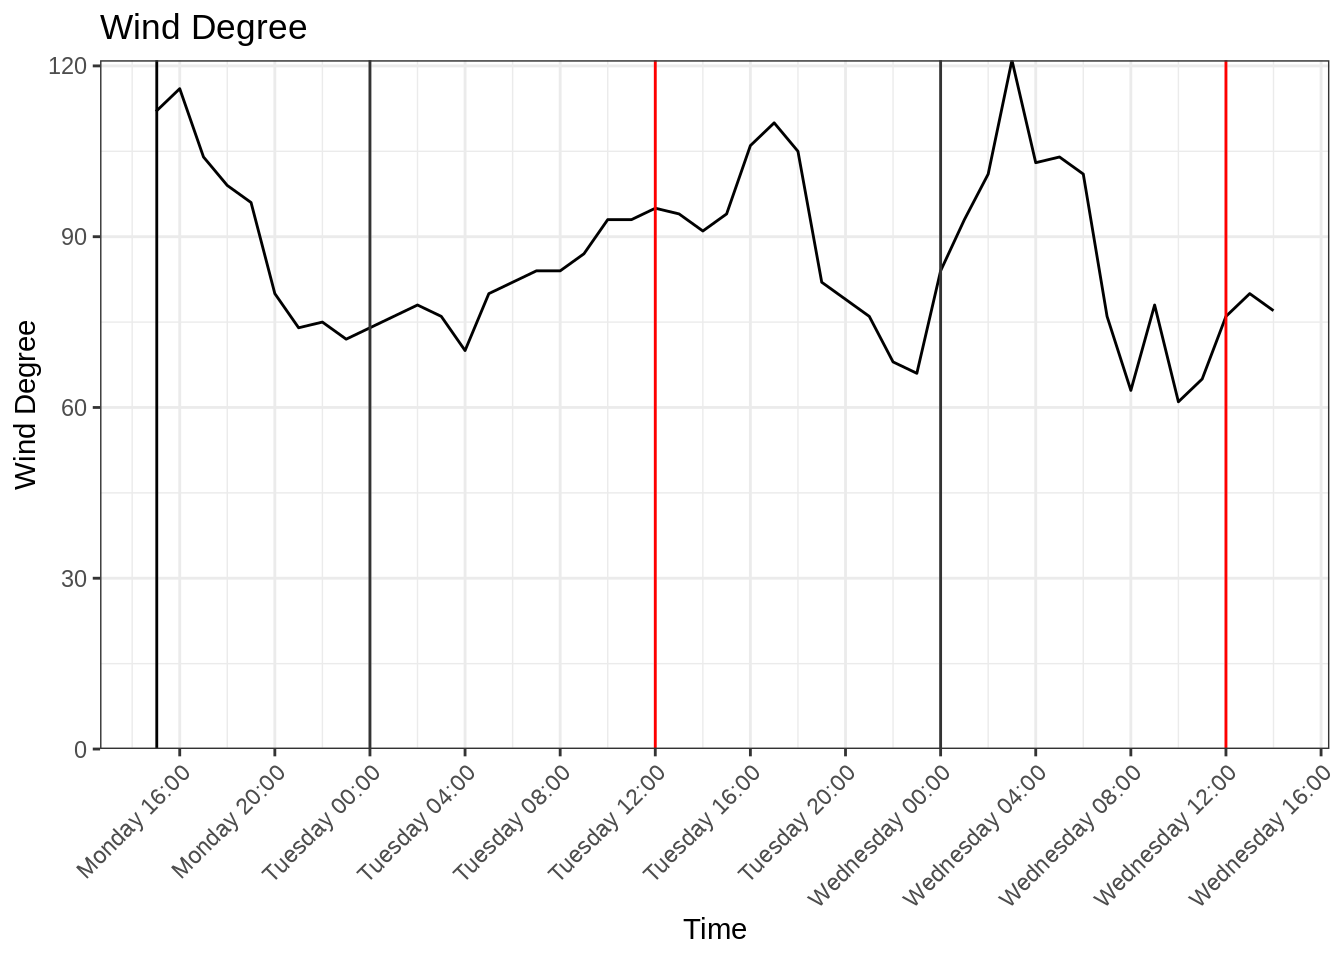 Wind Degree
120
90
60
30
0
Wind Degree
Monday 16:00
Monday 20:00
Tuesday 00:00
Tuesday 04:00
Tuesday 08:00
Tuesday 12:00
Tuesday 16:00
Tuesday 20:00
Wednesday 00:00
Wednesday 04:00
Wednesday 08:00
Wednesday 12:00
Wednesday 16:00
Time